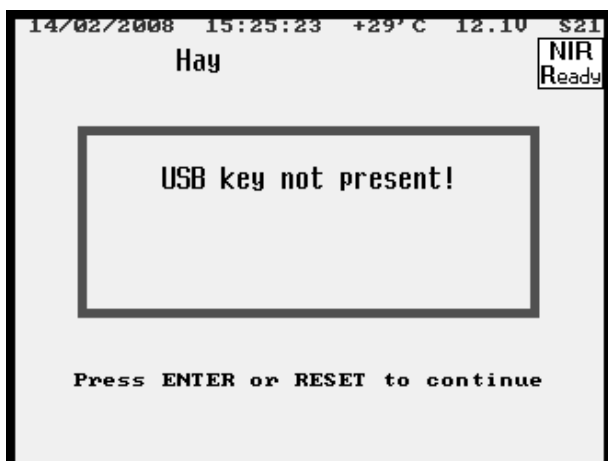 14/02/2008 15:25:23 +29°C 12.1V S21
Hay
NIR
Ready
USB key not present!
Press ENTER or RESET to continue